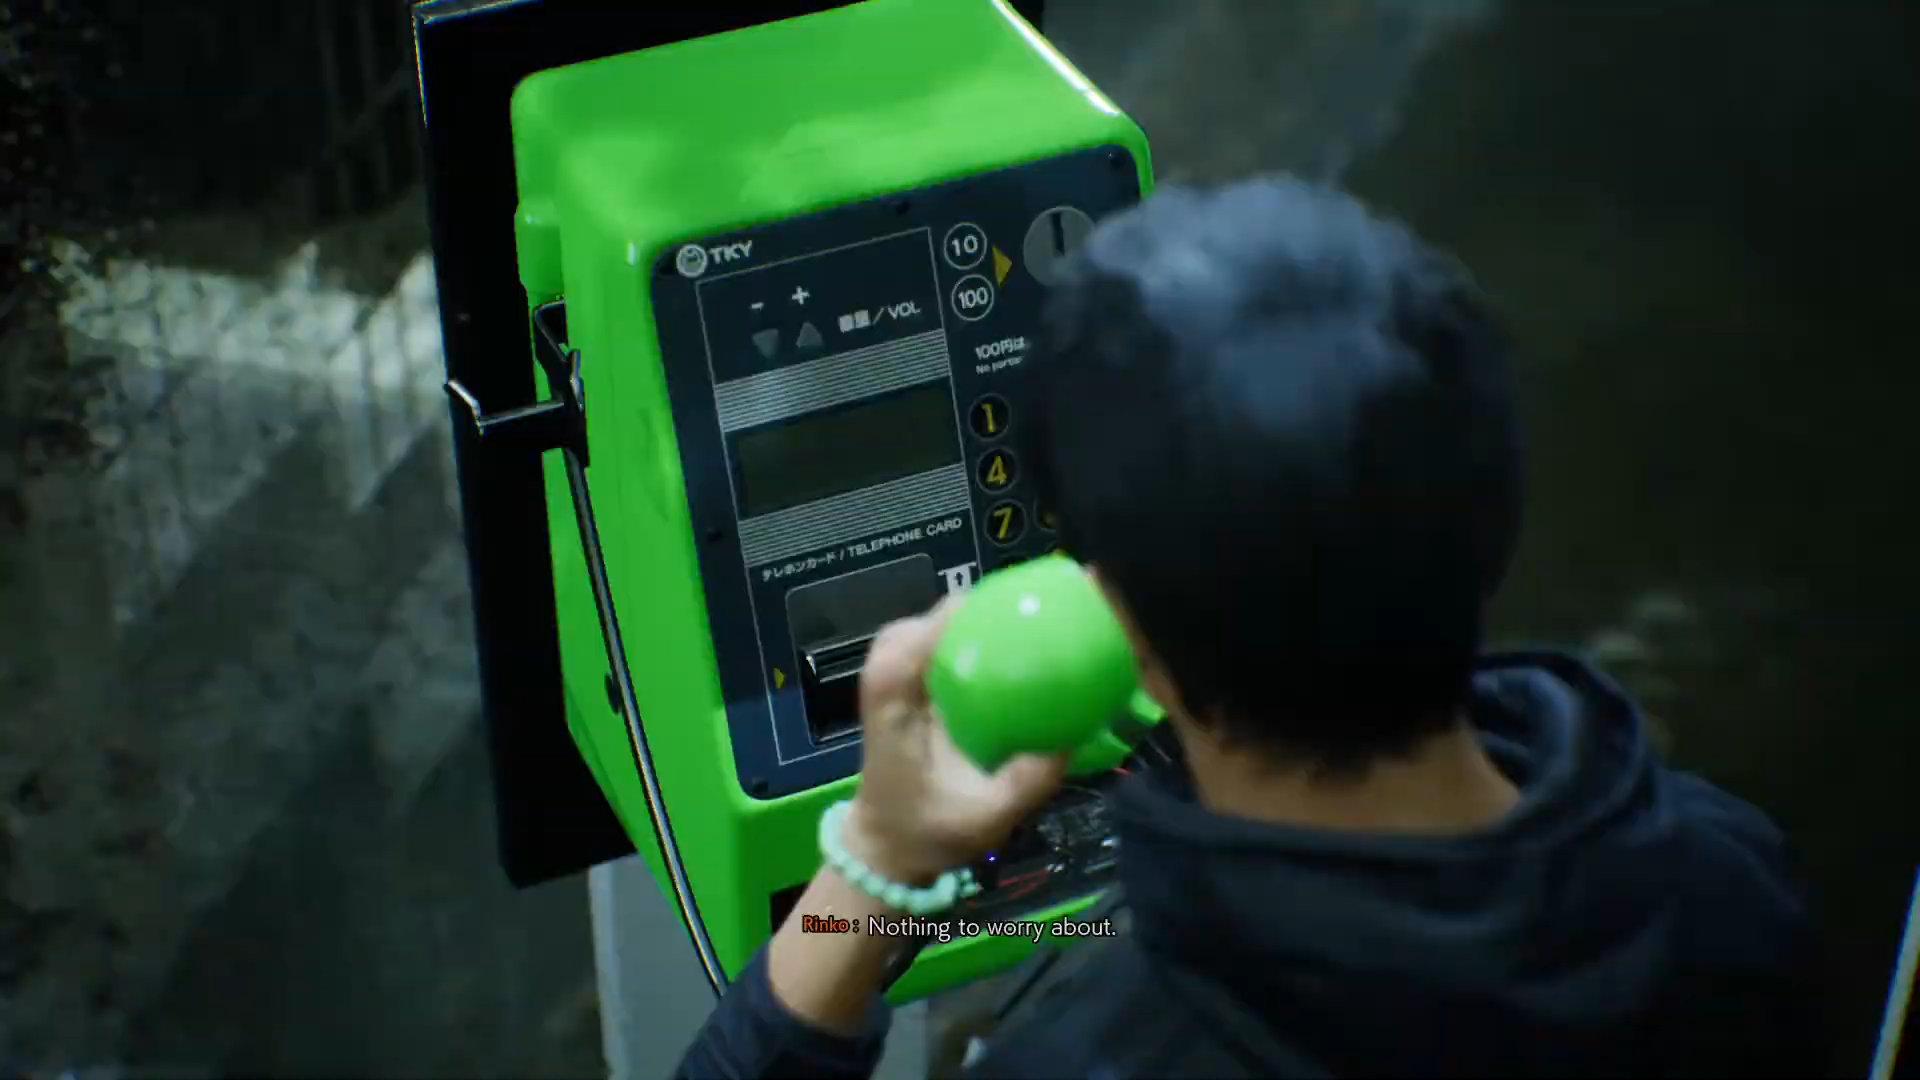 TKY
- +
音量/VOL
10
100
100円は
No
1
4
7
テレホンカード / TELEPHONE CARD
Rinko : Nothing to worry about.